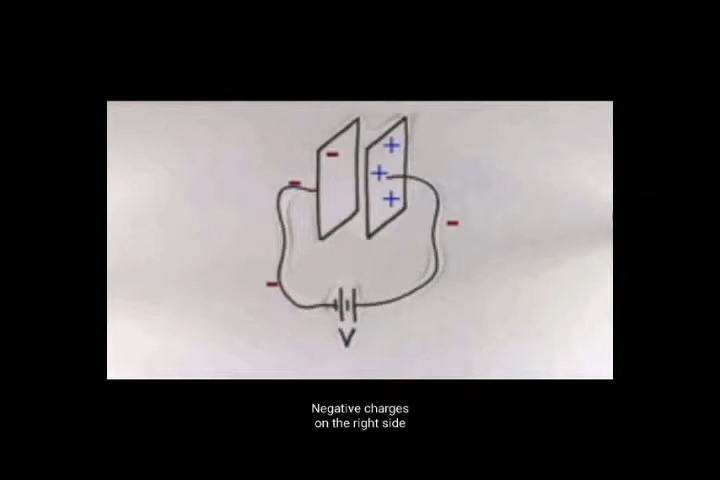 -
+
+
-
+
-
-
V
Negative charges
on the right side